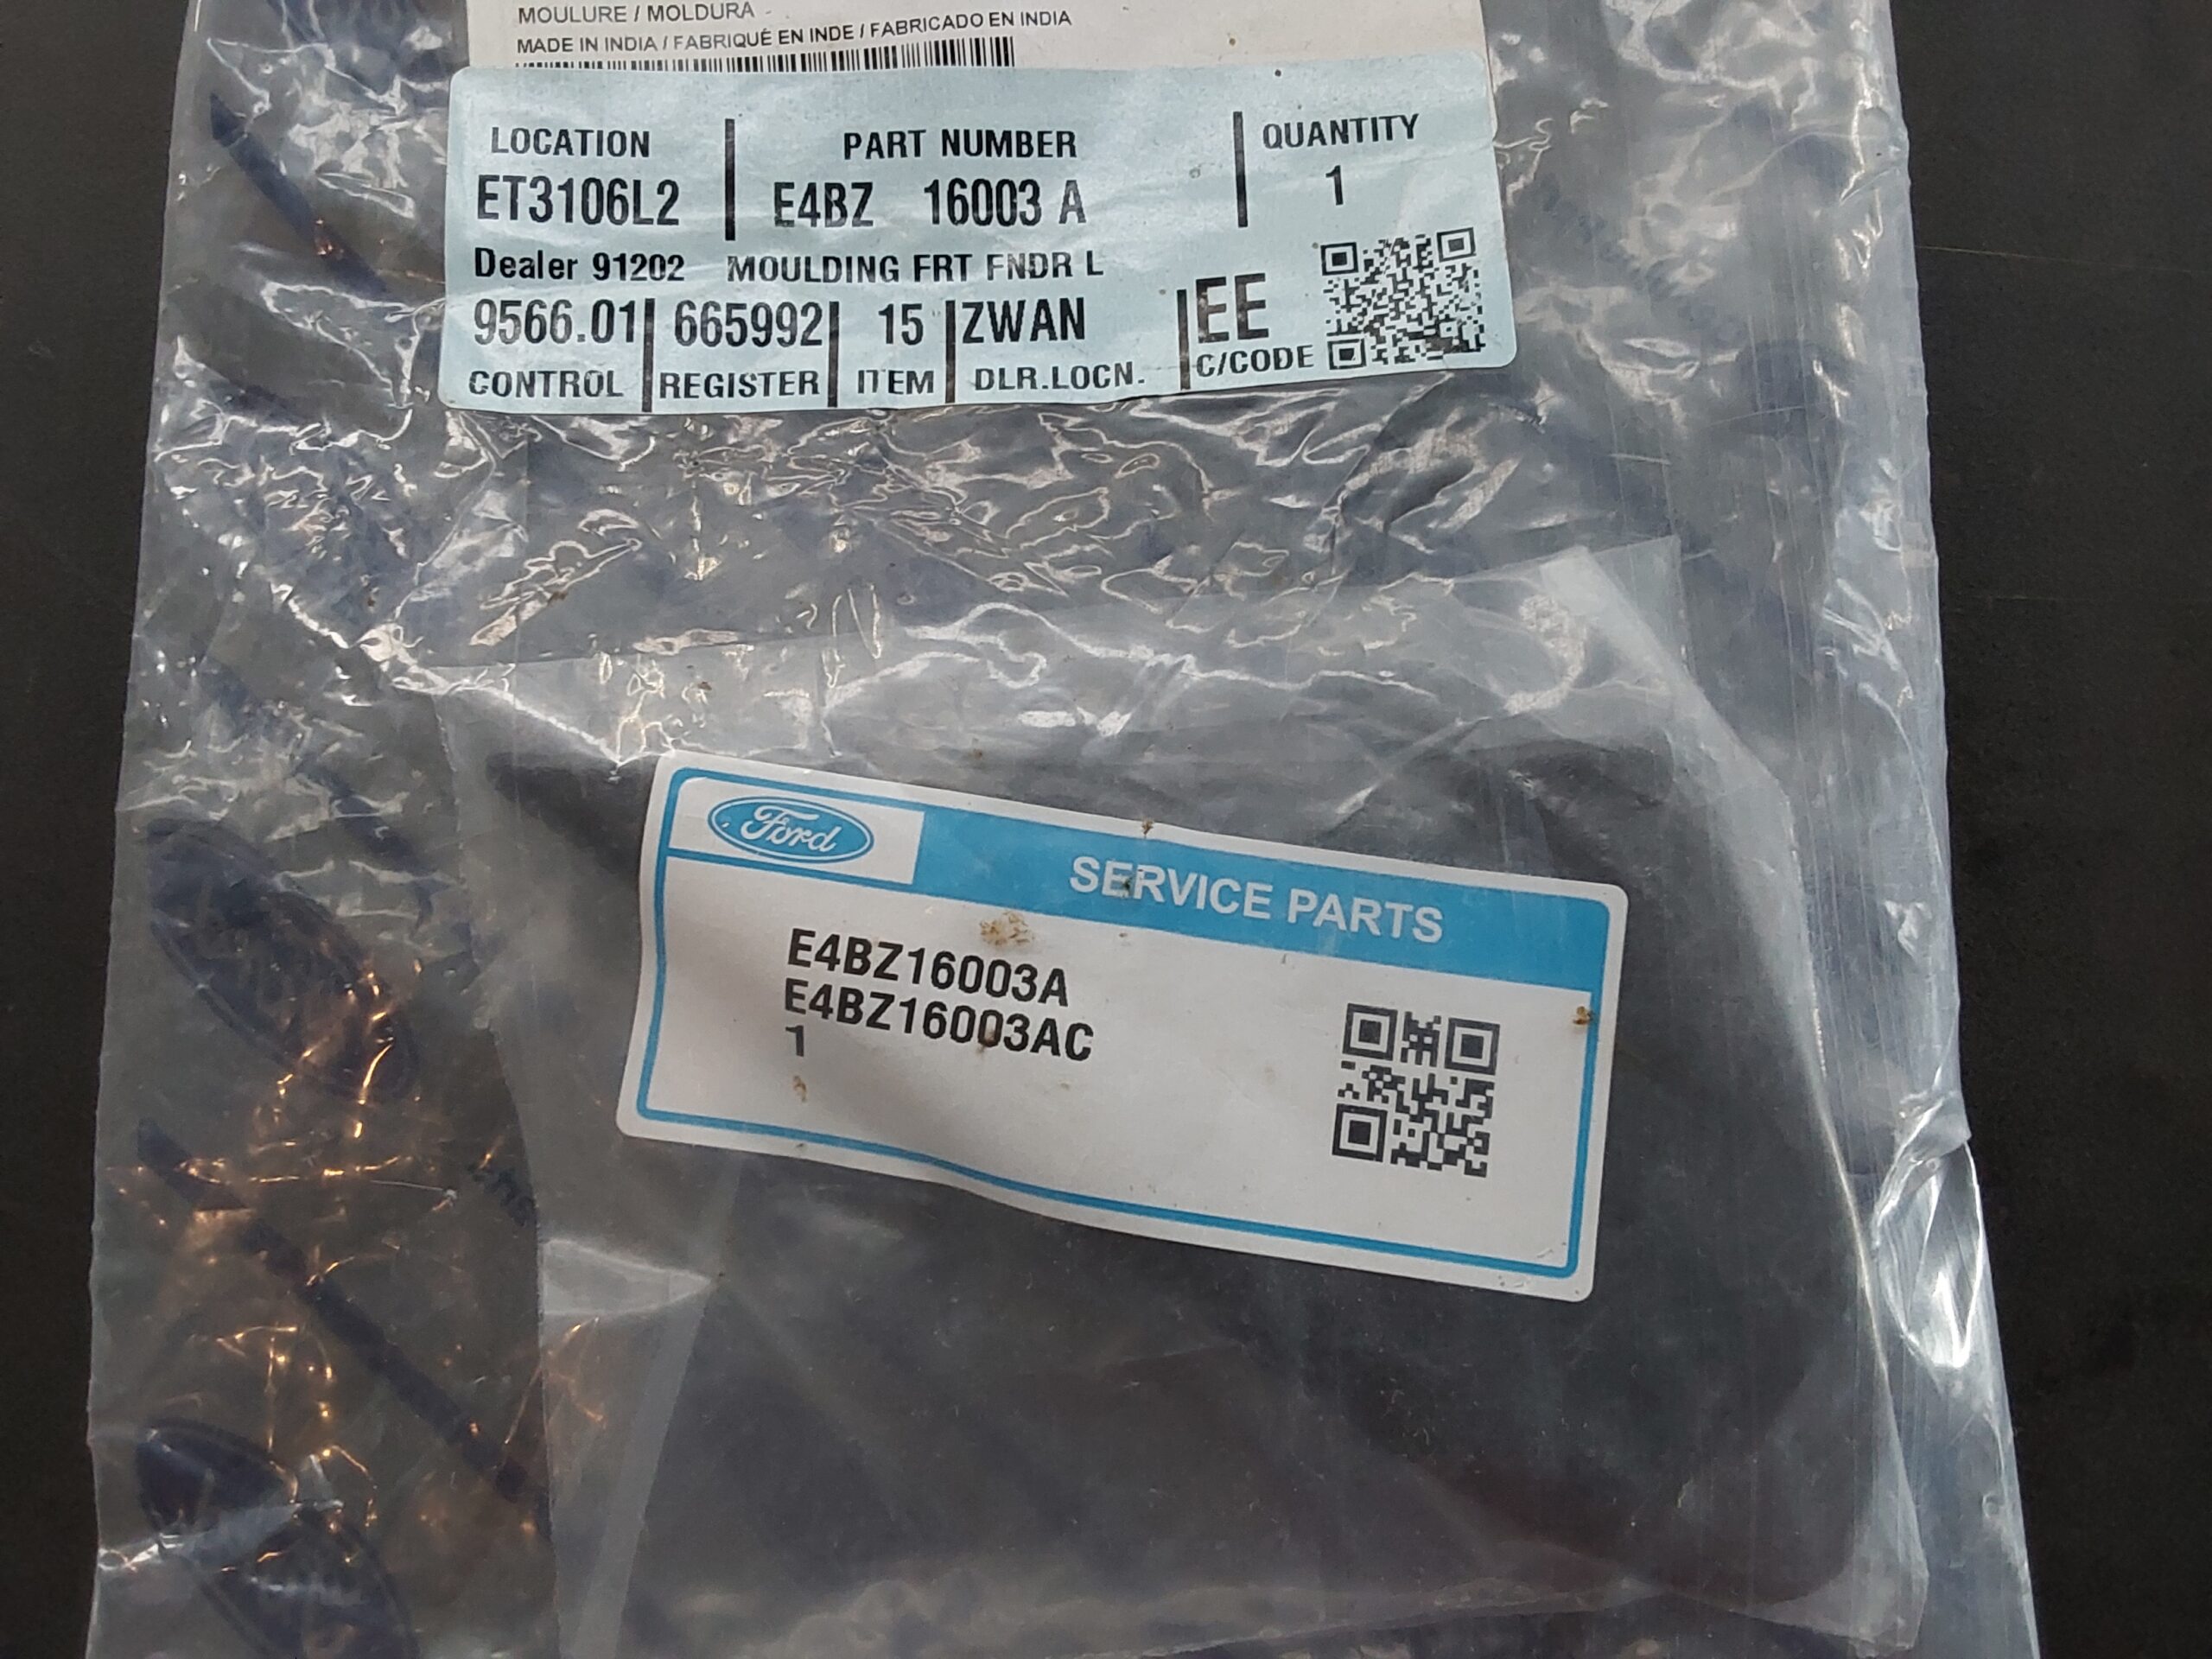 MOULURE / MOLDURA
MADE IN INDIA / FABRIQUÉ EN INDE / FABRICADO EN INDIA
LOCATION PART NUMBER QUANTITY
ET3106L2 E4BZ 16003 A 1
Dealer 91202 MOULDING FRT FNDR L
9566.01 665992 15 ZWAN EE
CONTROL REGISTER ITEM DLR.LOCN. C/CODE
Ford SERVICE PARTS
E4BZ16003A
E4BZ16003AC
1